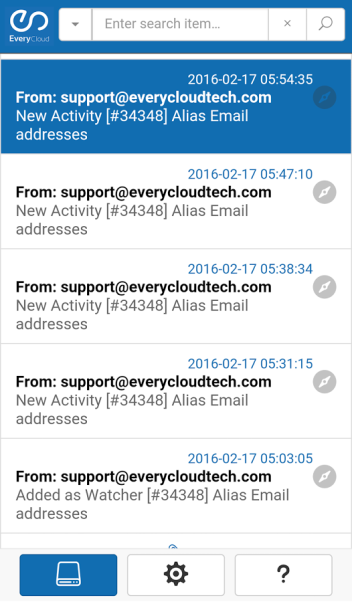 EveryCloud
Enter search item...
2016-02-17 05:54:35
From: support@everycloudtech.com
New Activity [#34348] Alias Email
addresses
2016-02-17 05:47:10
From: support@everycloudtech.com
New Activity [#34348] Alias Email
addresses
2016-02-17 05:38:34
From: support@everycloudtech.com
New Activity [#34348] Alias Email
addresses
2016-02-17 05:31:15
From: support@everycloudtech.com
New Activity [#34348] Alias Email
addresses
2016-02-17 05:03:05
From: support@everycloudtech.com
Added as Watcher [#34348] Alias Email
addresses
?